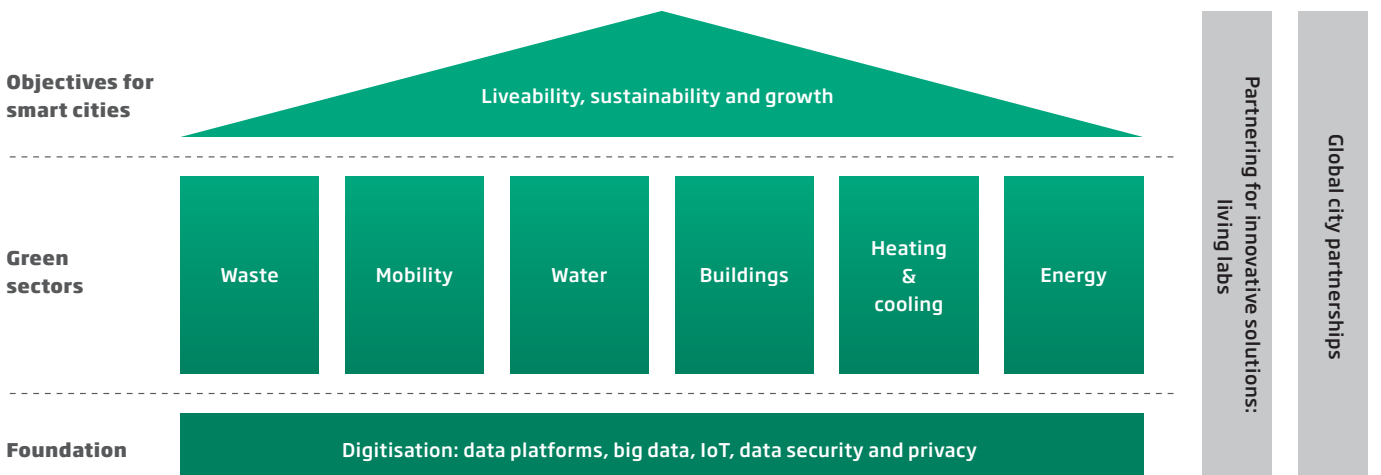 Objectives for
smart cities
Liveability, sustainability and growth
Green
sectors
Waste
Mobility
Water
Buildings
Heating
&
cooling
Energy
Foundation
Digitisation: data platforms, big data, IoT, data security and privacy
Partnering for innovative solutions:
living labs
Global city partnerships